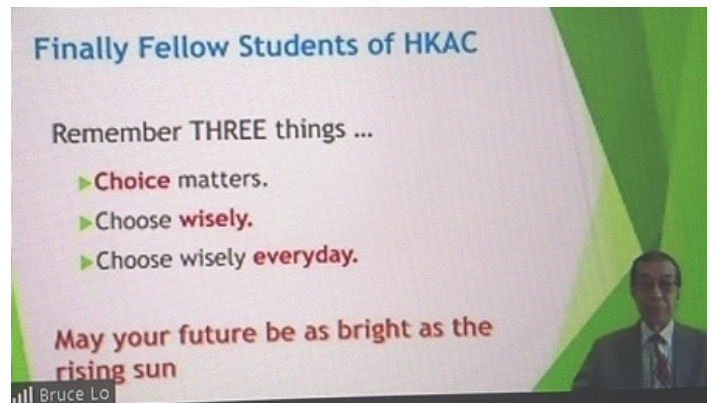 Finally Fellow Students of HKAC
Remember THREE things ...
Choice matters.
Choose wisely.
Choose wisely everyday.
May your future be as bright as the
rising sun
Bruce Lo